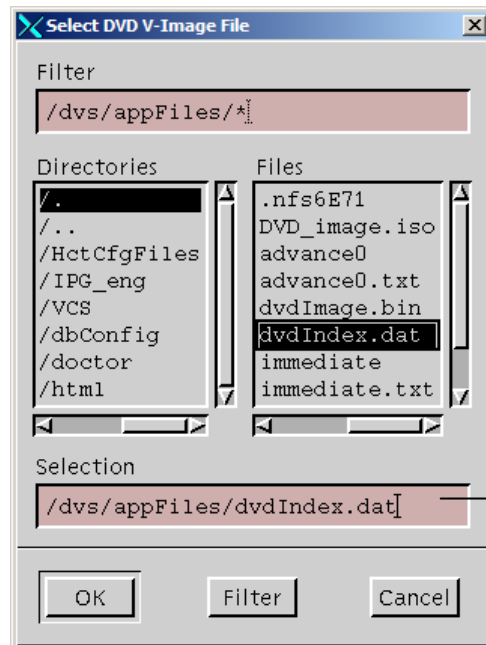 Select DVD V-Image File
Filter
/dvs/appFiles/*
Directories
/.
/..
/HctCfgFiles
/IPG_eng
/VCS
/dbConfig
/doctor
/html
Files
.nfs6E71
DVD_image.iso
advance0
advance0.txt
dvdImage.bin
dvdIndex.dat
immediate
immediate.txt
Selection
/dvs/appFiles/dvdIndex.dat
OK
Filter
Cancel